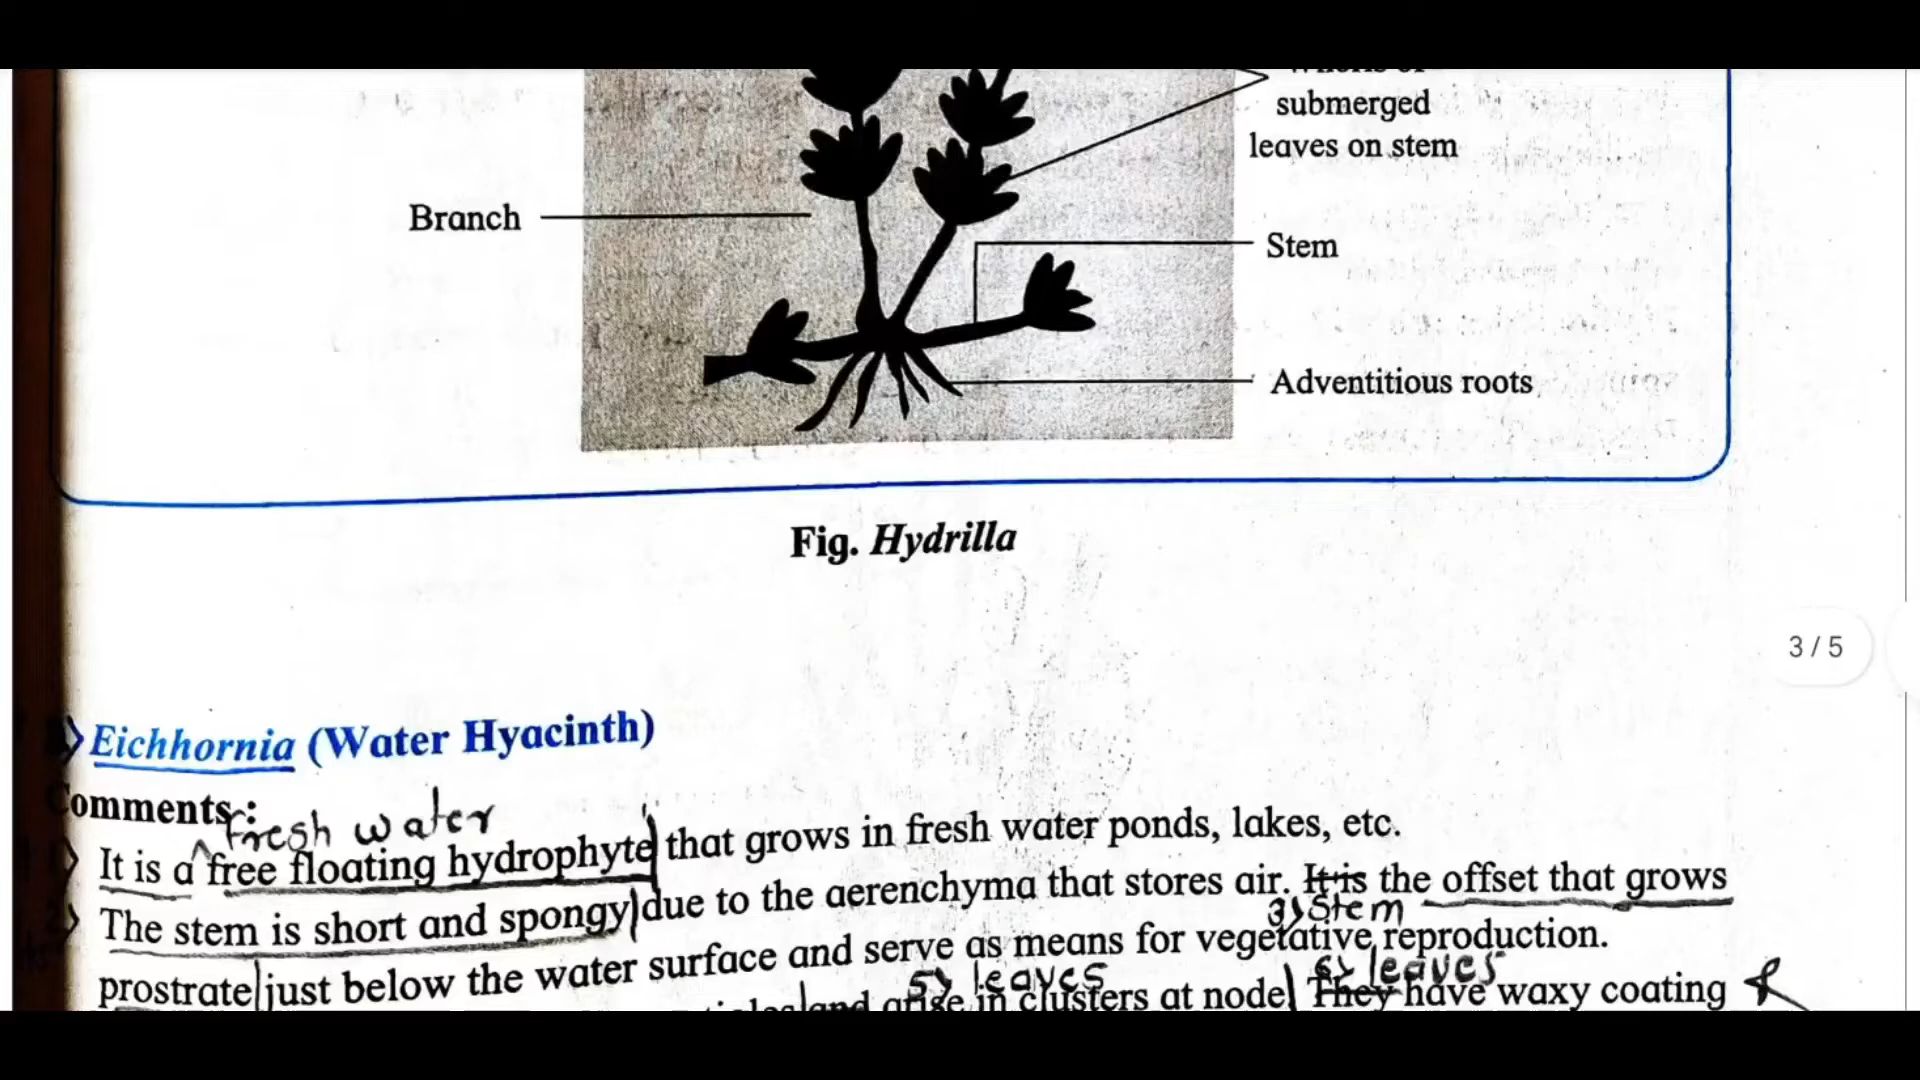 submerged
leaves on stem
Branch
Stem
Adventitious roots
Fig. Hydrilla
3 / 5
Eichhornia (Water Hyacinth)
Comments:
fresh water
It is a free floating hydrophyte that grows in fresh water ponds, lakes, etc.
The stem is short and spongy due to the aerenchyma that stores air. It is the offset that grows
3) Stem
prostrate just below the water surface and serve as means for vegetative reproduction.
5) leaves 6) leaves
and arise in clusters at node They have waxy coating &